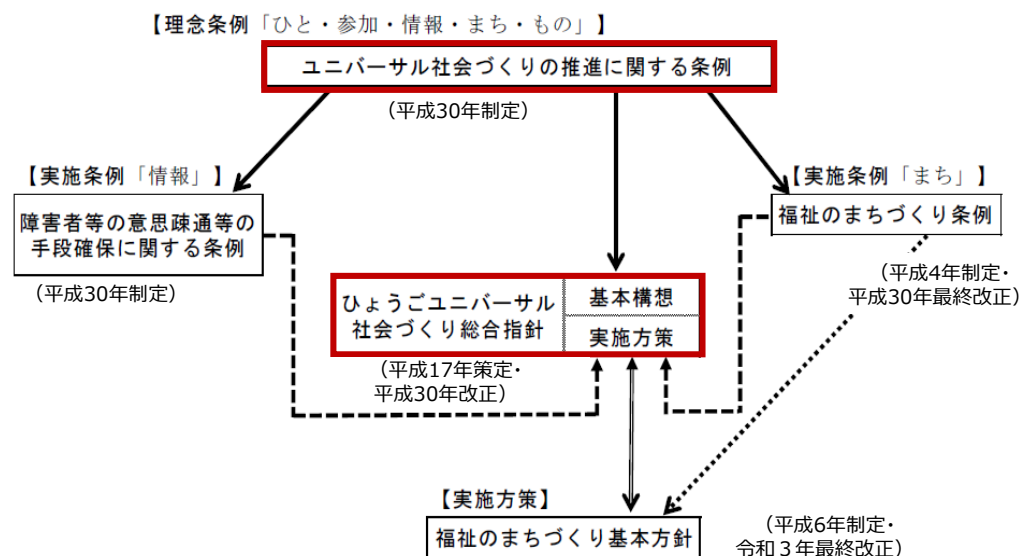 【理念条例「ひと・参加・情報・まち・もの」】
ユニバーサル社会づくりの推進に関する条例
（平成30年制定）
【実施条例「情報」】
障害者等の意思疎通等の
手段確保に関する条例
（平成30年制定）
【実施条例「まち」】
福祉のまちづくり条例
（平成4年制定・
平成30年最終改正）
ひょうごユニバーサル
社会づくり総合指針
基本構想
実施方策
（平成17年策定・
平成30年改正）
【実施方策】
福祉のまちづくり基本方針
（平成6年制定・
令和３年最終改正）